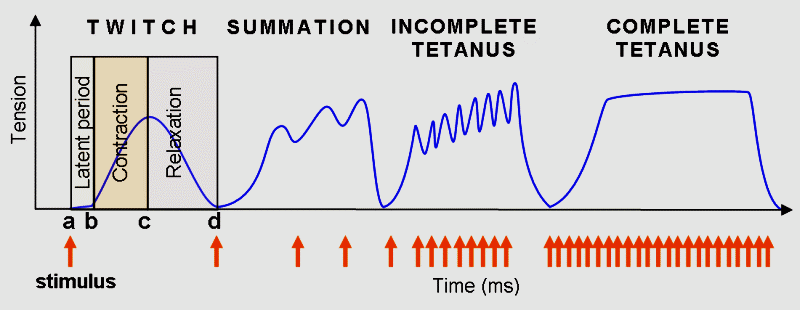 TWITCH
SUMMATION
INCOMPLETE
TETANUS
COMPLETE
TETANUS
Tension
Latent period
Contraction
Relaxation
a b c d
stimulus
Time (ms)